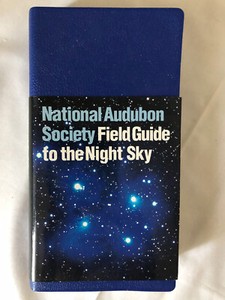 National Audubon
Society Field Guide
to the Night Sky